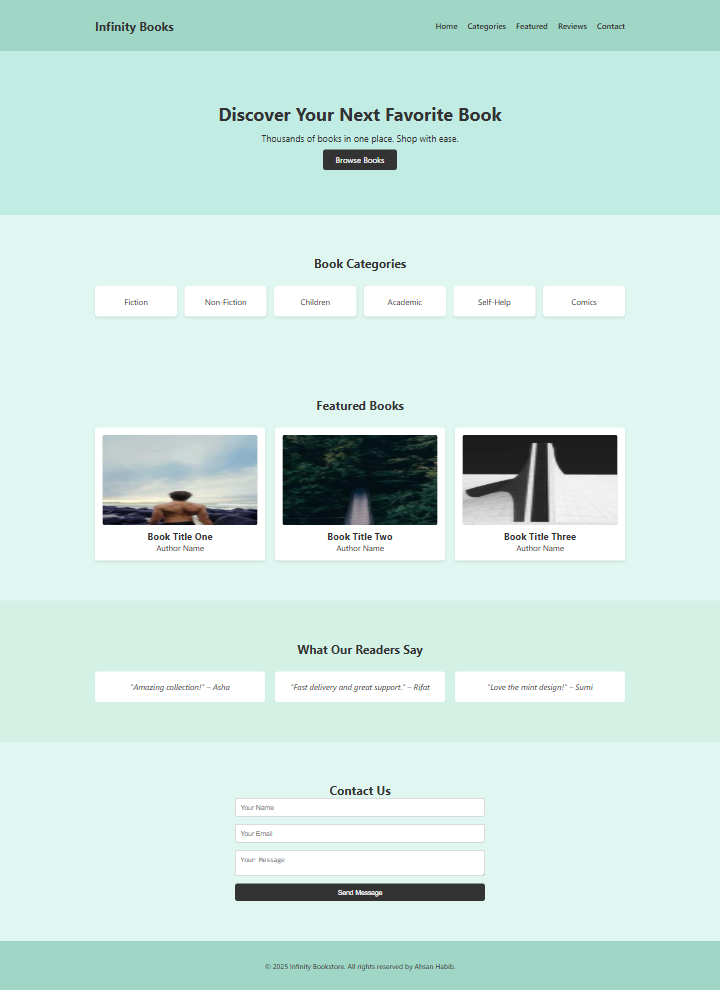 Infinity Books
Home Categories Featured Reviews Contact
Discover Your Next Favorite Book
Thousands of books in one place. Shop with ease.
Browse Books
Book Categories
Fiction Non-Fiction Children Academic Self-Help Comics
Featured Books
Book Title One Book Title Two Book Title Three
Author Name Author Name Author Name
What Our Readers Say
"Amazing collection!" – Asha "Fast delivery and great support." – Rifat "Love the mint design!" – Sumi
Contact Us
Your Name
Your Email
Your Message
Send Message
© 2025 Infinity Bookstore. All rights reserved by Ahsan Habib.